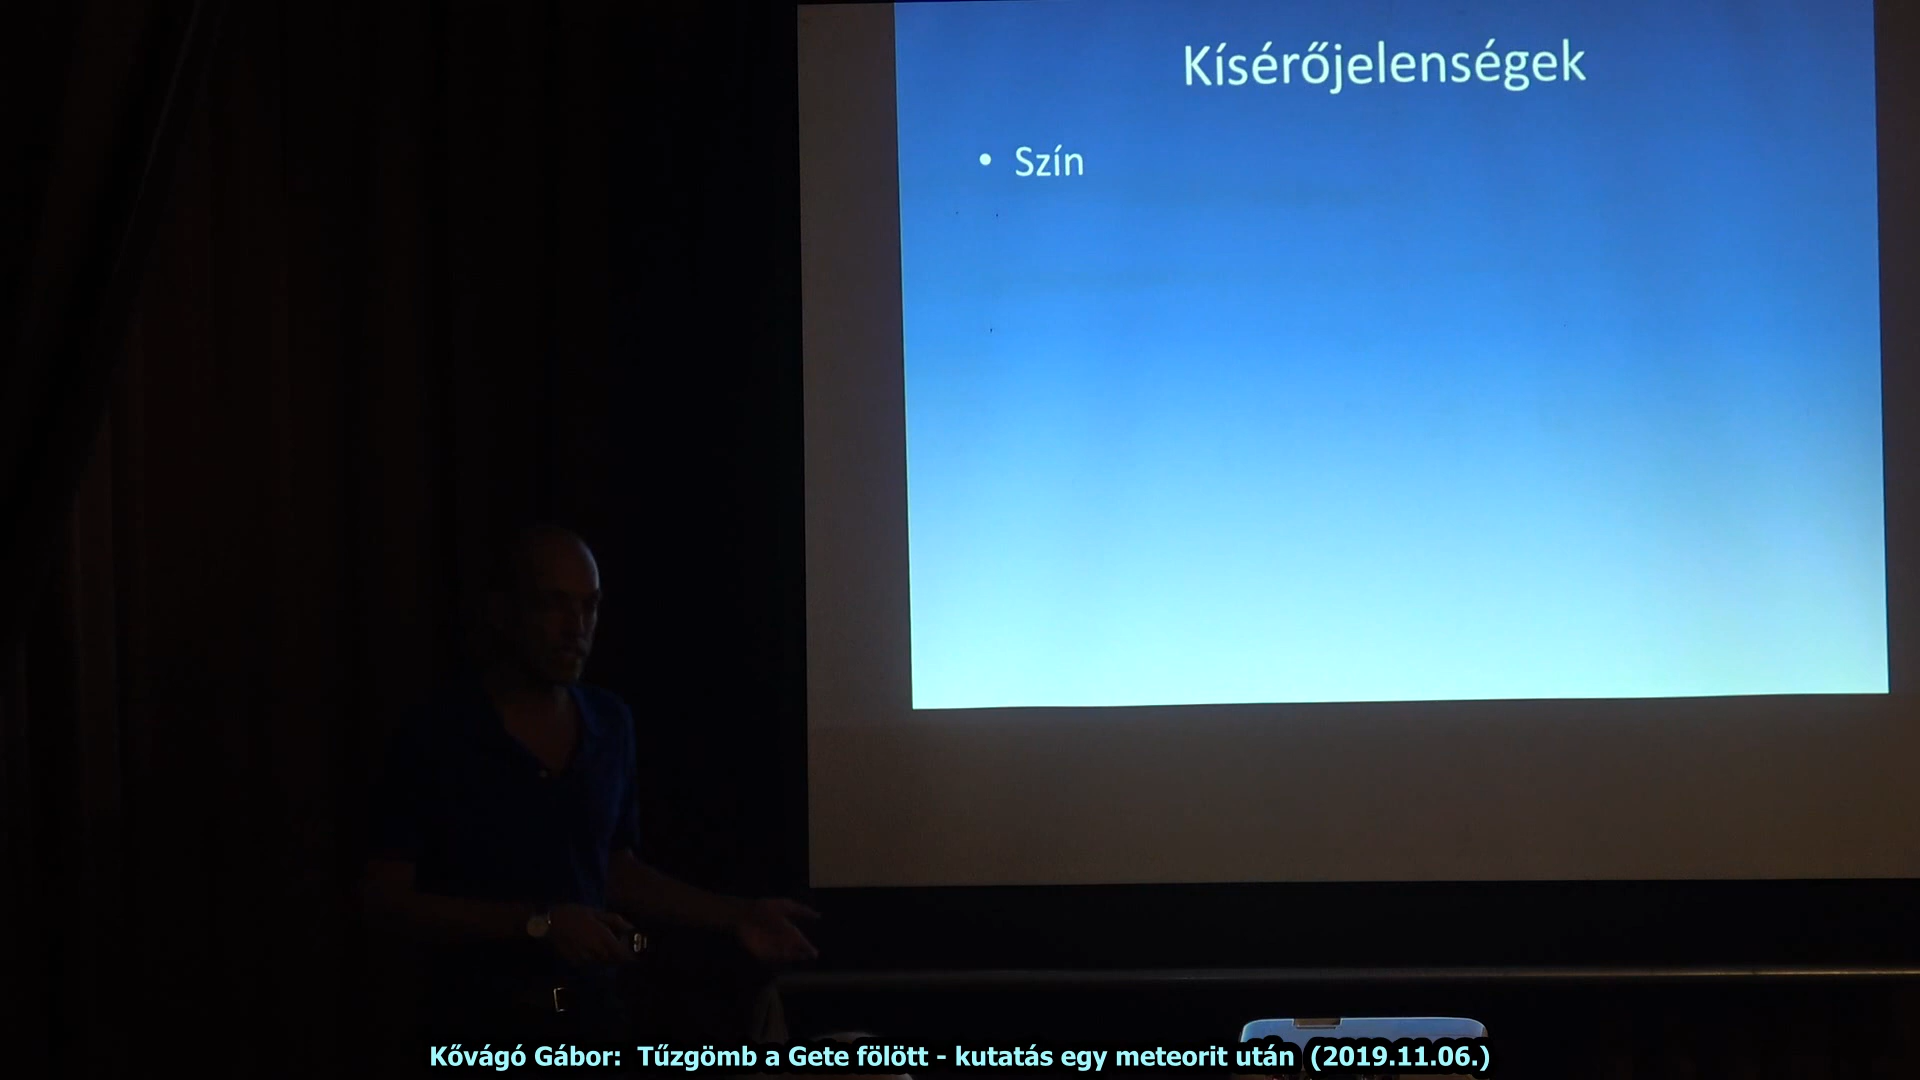 Kísérőjelenségek
• Szín
Kővágó Gábor: Tűzgömb a Gete fölött - kutatás egy meteorit után (2019.11.06.)